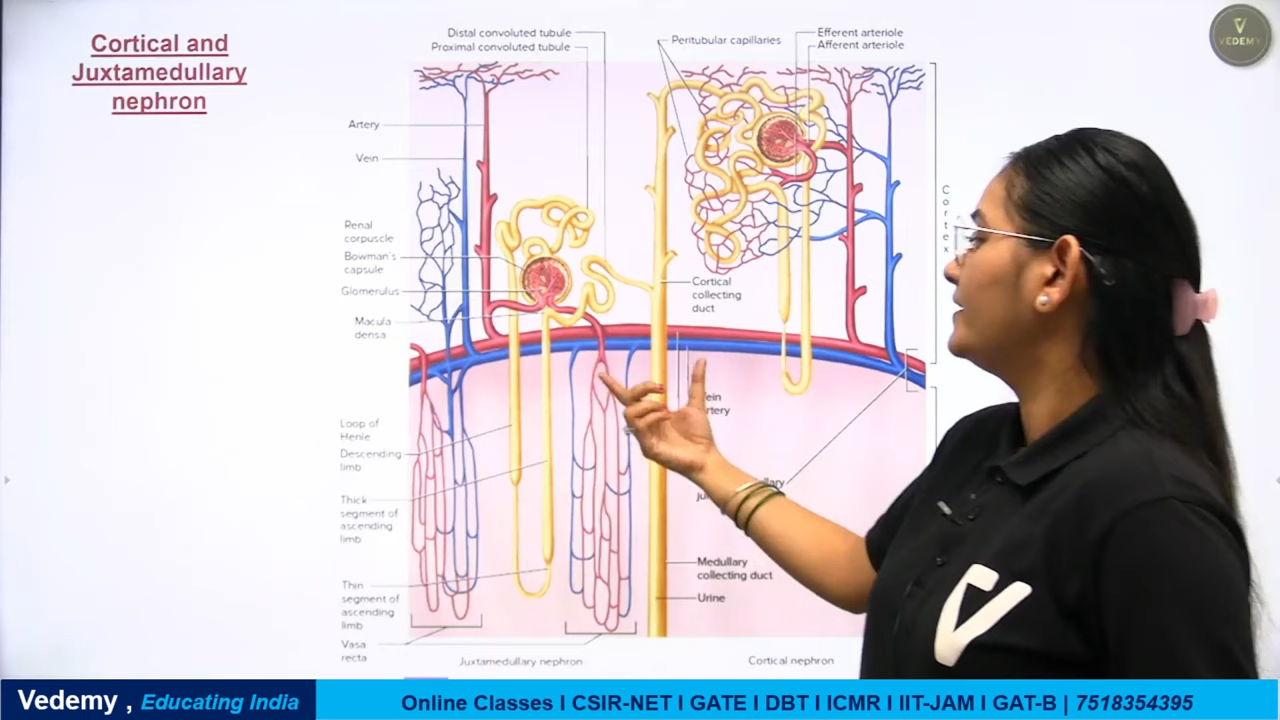 Cortical and
Juxtamedullary
nephron
Distal convoluted tubule
Proximal convoluted tubule
Peritubular capillaries
Efferent arteriole
Afferent arteriole
VEDEMY
Artery
Vein
Renal
corpuscle
Bowman's
capsule
Glomerulus
Macula
densa
Cortical
collecting
duct
Cortex
Loop of
Henle
Descending
limb
Thick
segment of
ascending
limb
Thin
segment of
ascending
limb
Vasa
recta
Medullary
collecting duct
Urine
Juxtamedullary nephron
Cortical nephron
Vedemy , Educating India
Online Classes I CSIR-NET I GATE I DBT I ICMR I IIT-JAM I GAT-B | 7518354395